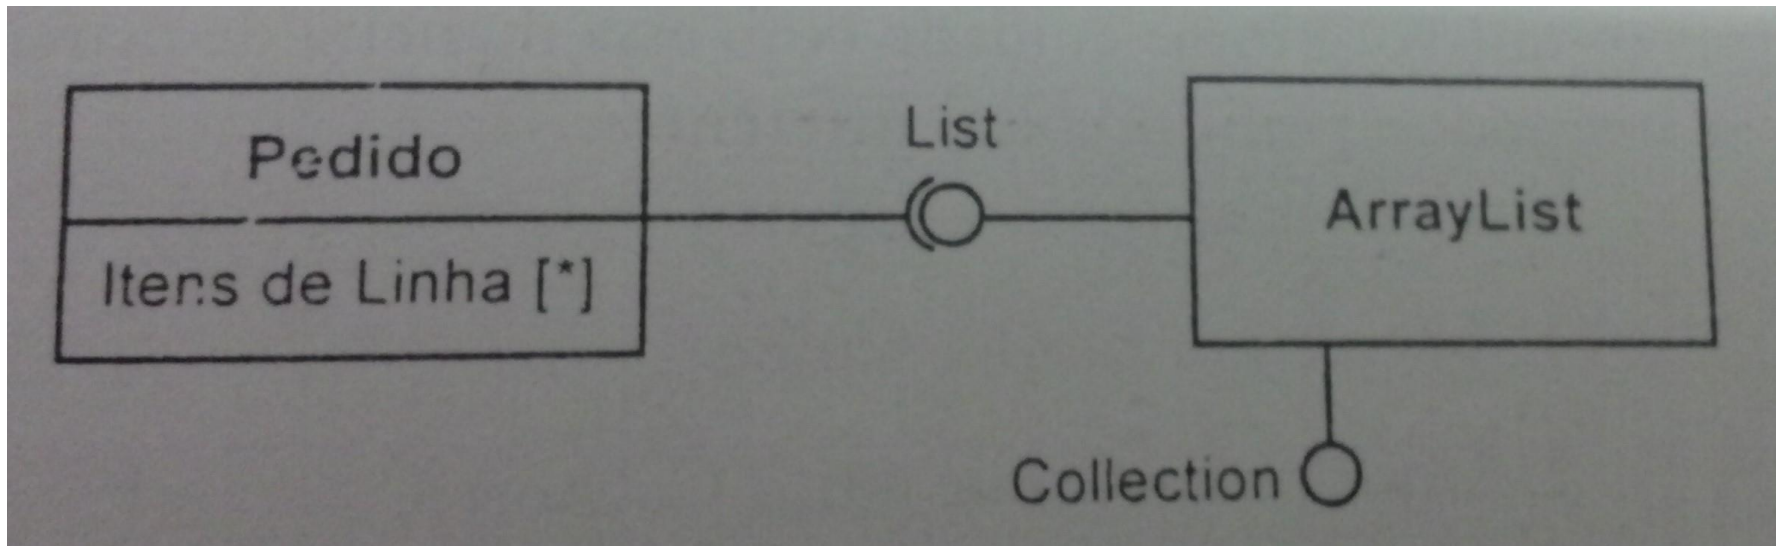 List
Pedido
ArrayList
Itens de Linha [*]
Collection